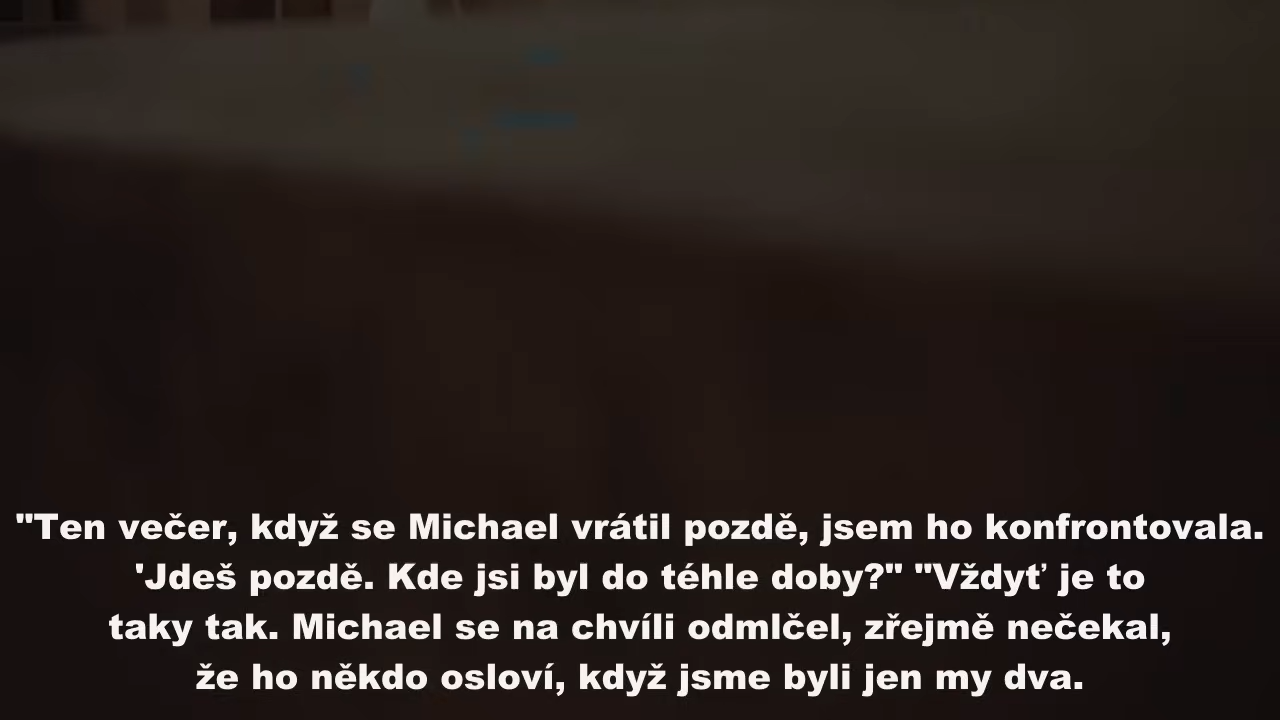 "Ten večer, když se Michael vrátil pozdě, jsem ho konfrontovala.
'Jdeš pozdě. Kde jsi byl do téhle doby?" "Vždyť je to
taky tak. Michael se na chvíli odmlčel, zřejmě nečekal,
že ho někdo osloví, když jsme byli jen my dva.